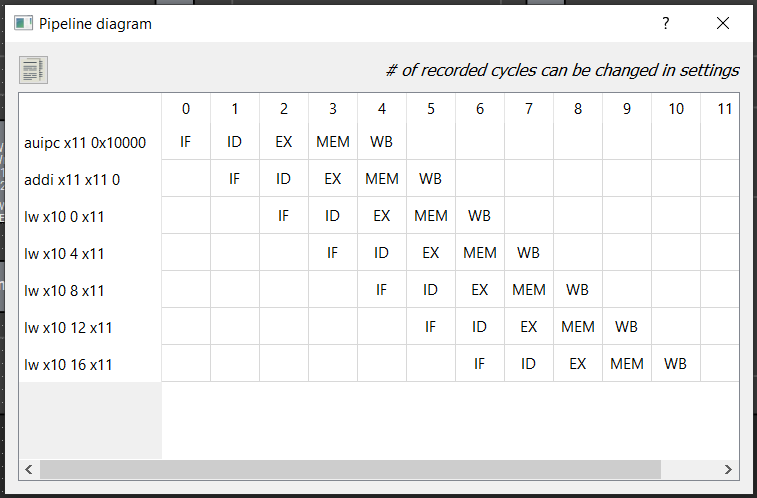 Pipeline diagram
# of recorded cycles can be changed in settings
0 1 2 3 4 5 6 7 8 9 10 11
auipc x11 0x10000 IF ID EX MEM WB
addi x11 x11 0 IF ID EX MEM WB
lw x10 0 x11 IF ID EX MEM WB
lw x10 4 x11 IF ID EX MEM WB
lw x10 8 x11 IF ID EX MEM WB
lw x10 12 x11 IF ID EX MEM WB
lw x10 16 x11 IF ID EX MEM WB